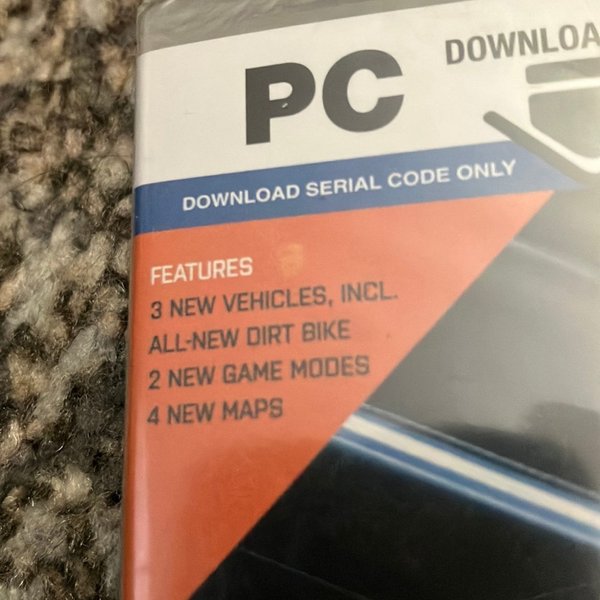 PC
DOWNLOA
DOWNLOAD SERIAL CODE ONLY
FEATURES
3 NEW VEHICLES, INCL.
ALL-NEW DIRT BIKE
2 NEW GAME MODES
4 NEW MAPS